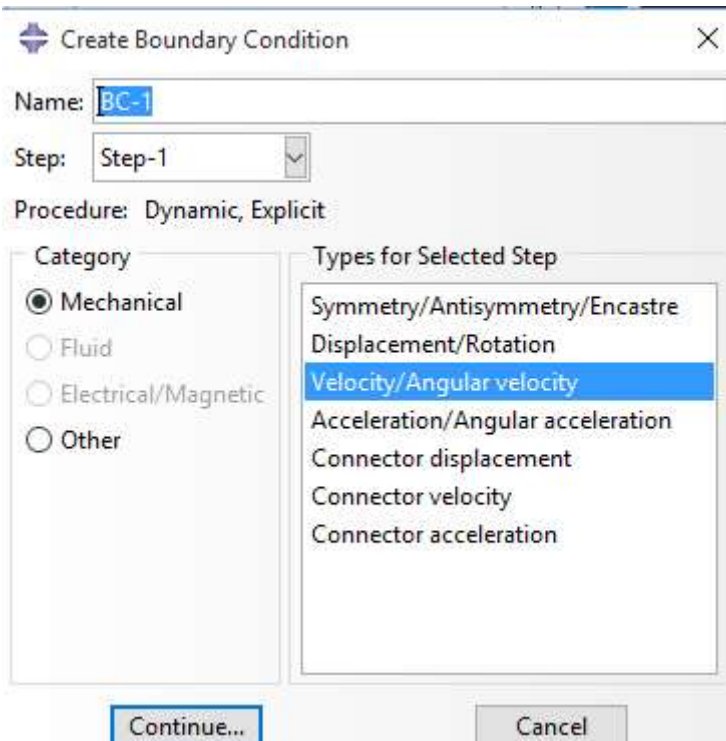 Create Boundary Condition
Name: BC-1
Step: Step-1
Procedure: Dynamic, Explicit
Category
Mechanical
Fluid
Electrical/Magnetic
Other
Types for Selected Step
Symmetry/Antisymmetry/Encastre
Displacement/Rotation
Velocity/Angular velocity
Acceleration/Angular acceleration
Connector displacement
Connector velocity
Connector acceleration
Continue... Cancel